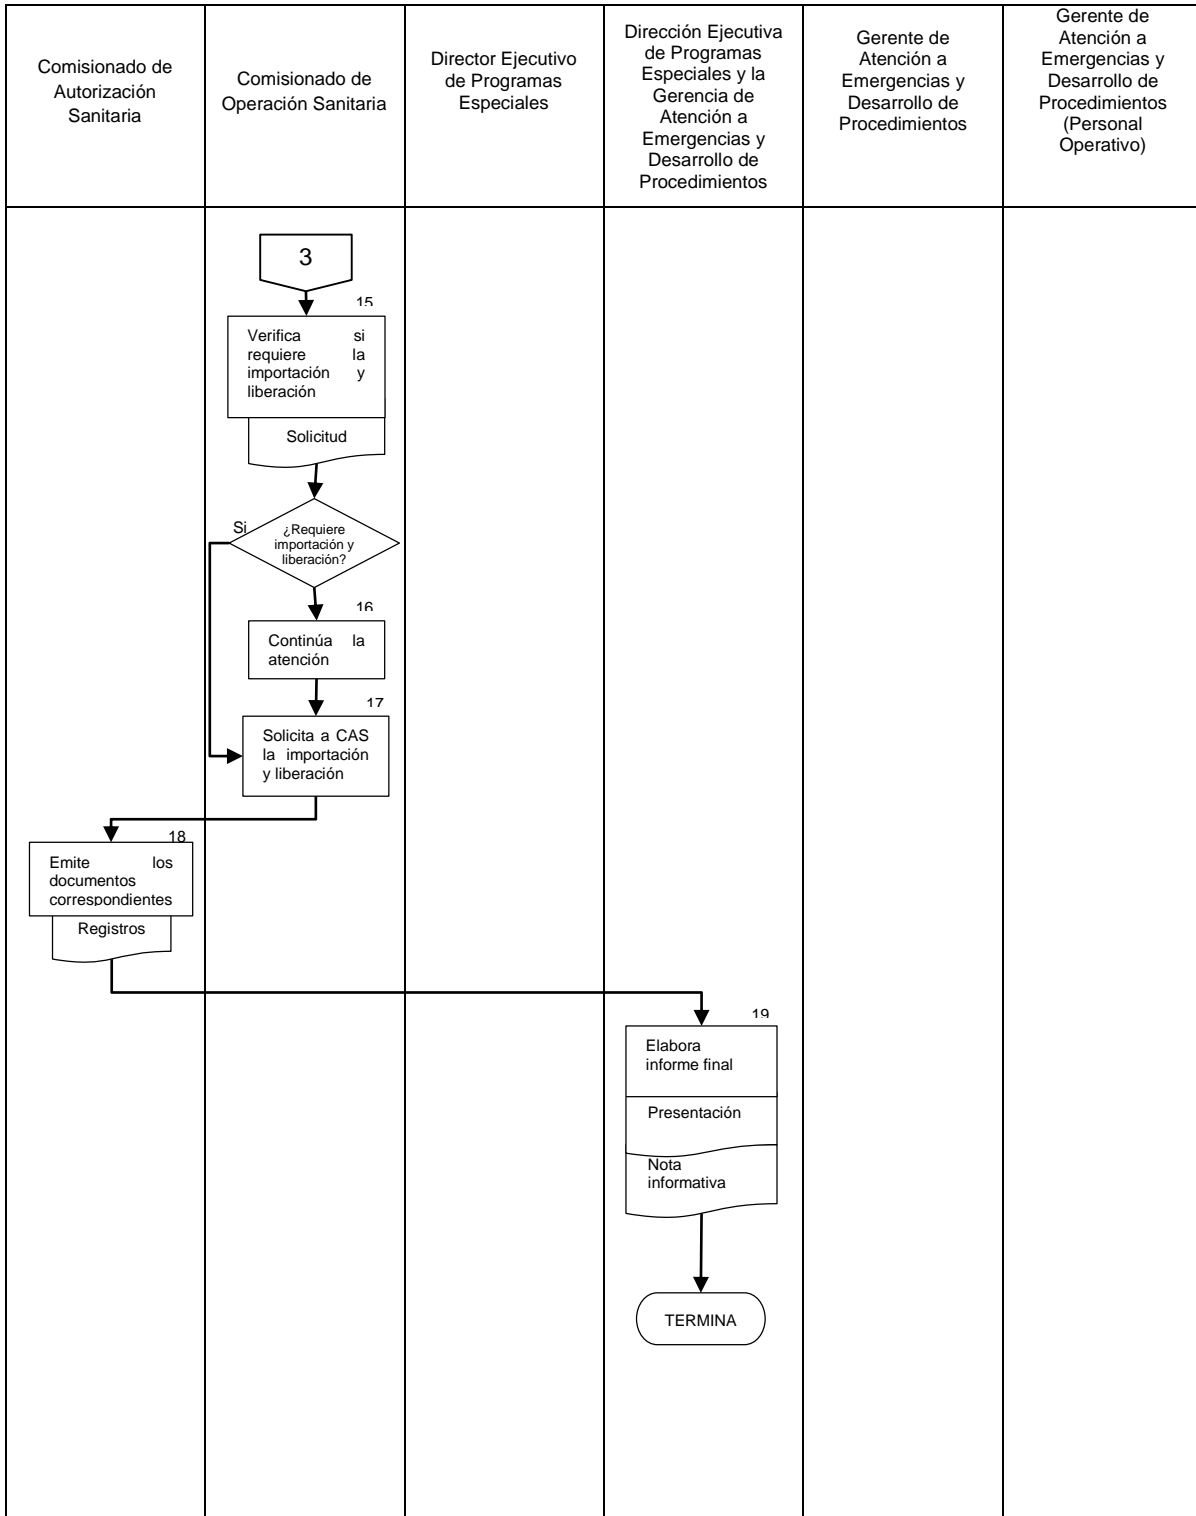 Comisionado de
Autorización
Sanitaria
Comisionado de
Operación Sanitaria
Director Ejecutivo
de Programas
Especiales
Dirección Ejecutiva
de Programas
Especiales y la
Gerencia de
Atención a
Emergencias y
Desarrollo de
Procedimientos
Gerente de
Atención a
Emergencias y
Desarrollo de
Procedimientos
Gerente de
Atención a
Emergencias y
Desarrollo de
Procedimientos
(Personal
Operativo)
3
15
Verifica si
requiere la
importación y
liberación
Solicitud
Si
¿Requiere
importación y
liberación?
16
Continúa la
atención
17
Solicita a CAS
la importación
y liberación
18
Emite los
documentos
correspondientes
Registros
19
Elabora
informe final
Presentación
Nota
informativa
TERMINA